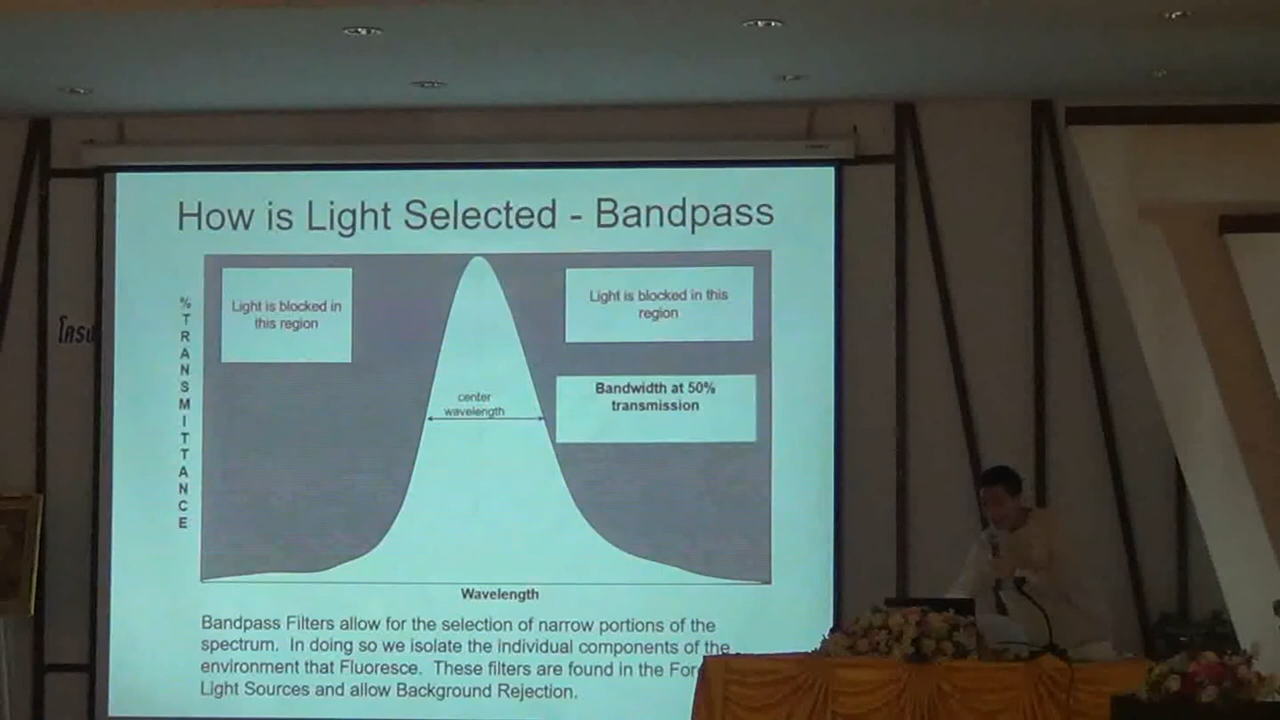 How is Light Selected - Bandpass
Light is blocked in
this region
Light is blocked in this
region
%
T
R
A
N
S
M
I
T
T
A
N
C
E
center
wavelength
Bandwidth at 50%
transmission
Wavelength
Bandpass Filters allow for the selection of narrow portions of the
spectrum. In doing so we isolate the individual components of the
environment that Fluoresce. These filters are found in the For
Light Sources and allow Background Rejection.